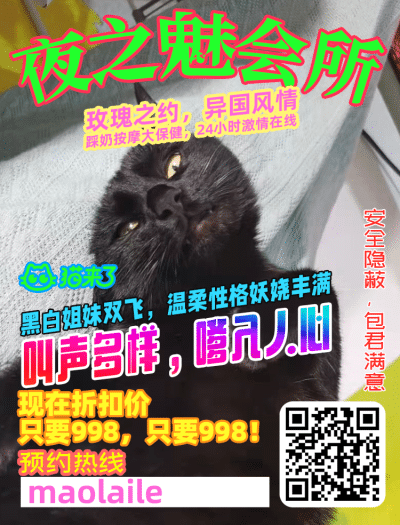 夜之魅会所
玫瑰之约，异国风情
踩奶按摩大保健，24小时激情在线
安全隐蔽，包君满意
猫来了
黑白姐妹双飞，温柔性格妖娆丰满
叫声多样，嗲入人心
现在折扣价
只要998，只要998！
预约热线
maolaile